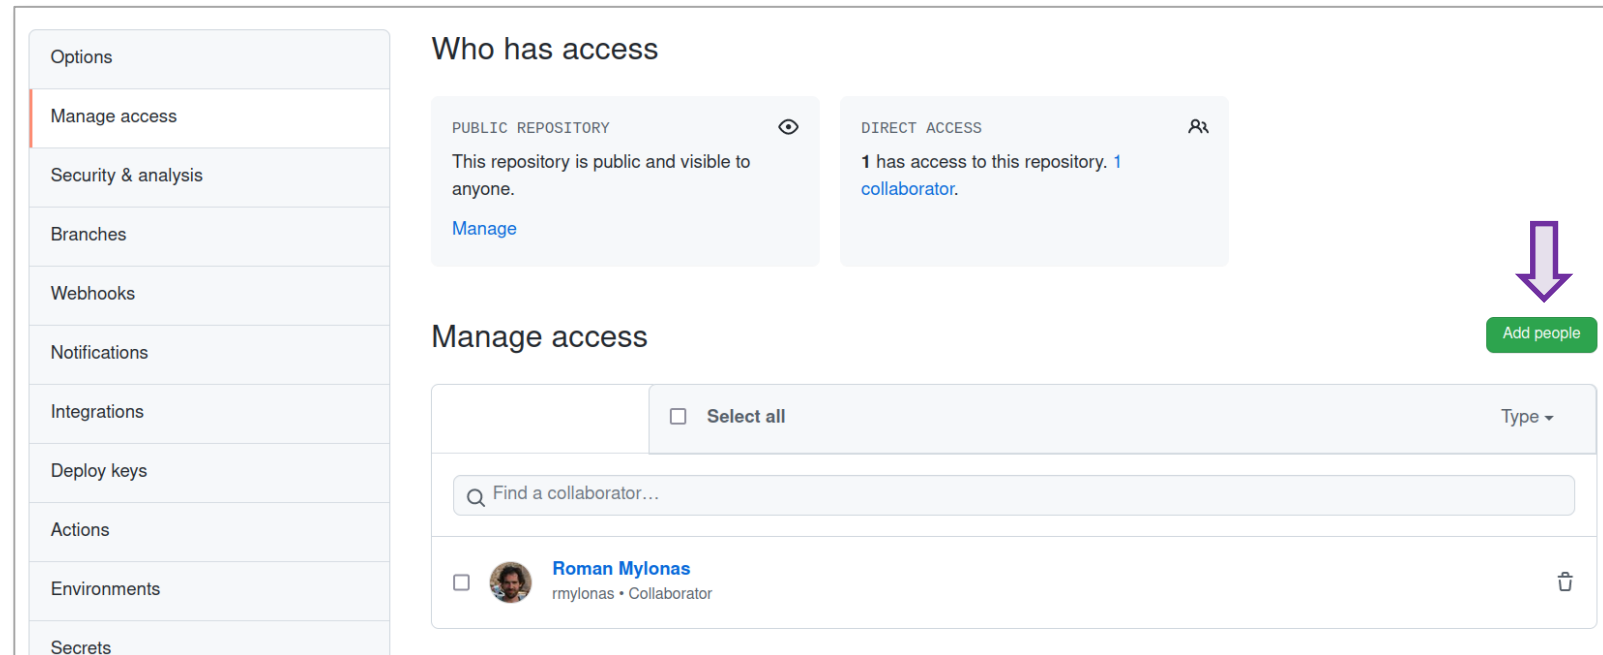 Options
Manage access
Security & analysis
Branches
Webhooks
Notifications
Integrations
Deploy keys
Actions
Environments
Secrets
Who has access
PUBLIC REPOSITORY
This repository is public and visible to
anyone.
Manage
DIRECT ACCESS
1 has access to this repository. 1
collaborator.
Manage access
Add people
Select all
Type
Find a collaborator…
Roman Mylonas
rmylonas • Collaborator